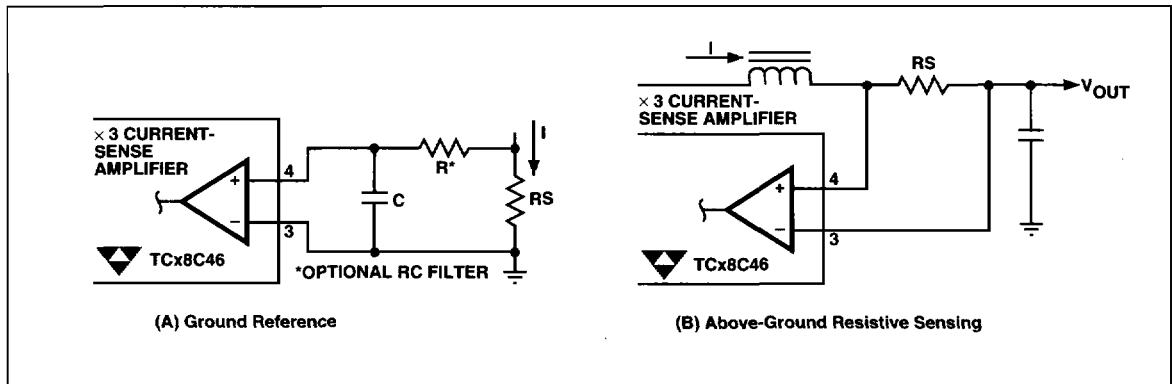 × 3 CURRENT-
SENSE
AMPLIFIER
+
−
4
3
C
R*
I
RS
TCx8C46
*OPTIONAL RC FILTER
(A) Ground Reference
I
RS
VOUT
× 3 CURRENT-
SENSE AMPLIFIER
+
−
4
3
TCx8C46
(B) Above-Ground Resistive Sensing